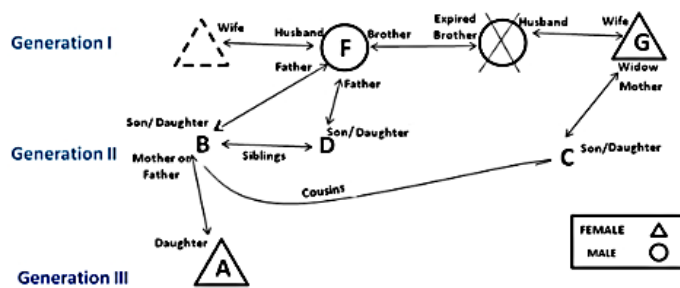 Generation I
Wife
Husband
F
Brother
Expired
Brother
Husband
Wife
G
Father
Father
Widow
Mother
Son/ Daughter
Son/ Daughter
Generation II
B
Siblings
D
C
Son/Daughter
Mother or
Father
Cousins
Daughter
A
Generation III
FEMALE
MALE